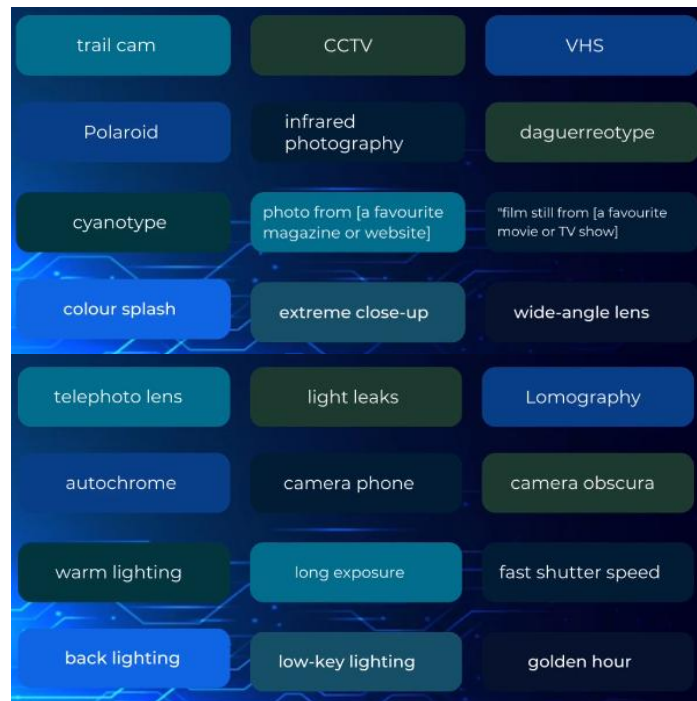 trail cam
CCTV
VHS
Polaroid
infrared
photography
daguerreotype
cyanotype
photo from [a favourite
magazine or website]
"film still from [a favourite
movie or TV show]
colour splash
extreme close-up
wide-angle lens
telephoto lens
light leaks
Lomography
autochrome
camera phone
camera obscura
warm lighting
long exposure
fast shutter speed
back lighting
low-key lighting
golden hour